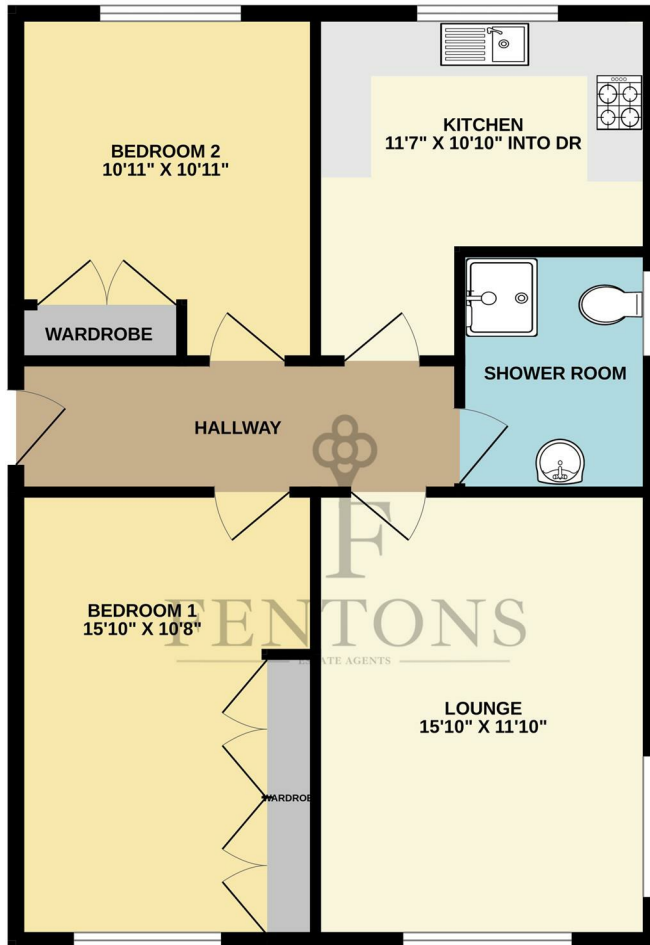 BEDROOM 2
10'11" X 10'11"
KITCHEN
11'7" X 10'10" INTO DR
WARDROBE
SHOWER ROOM
HALLWAY
F
FENTONS
ESTATE AGENTS
BEDROOM 1
15'10" X 10'8"
LOUNGE
15'10" X 11'10"
WARDROBE